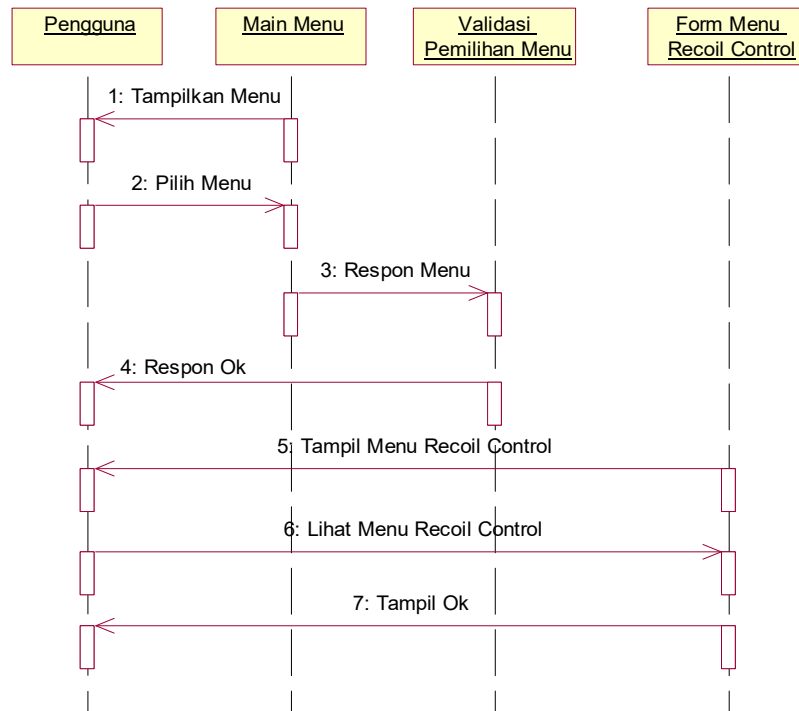 Pengguna
Main Menu
Validasi
Pemilihan Menu
Form Menu
Recoil Control
1: Tampilkan Menu
2: Pilih Menu
3: Respon Menu
4: Respon Ok
5: Tampil Menu Recoil Control
6: Lihat Menu Recoil Control
7: Tampil Ok